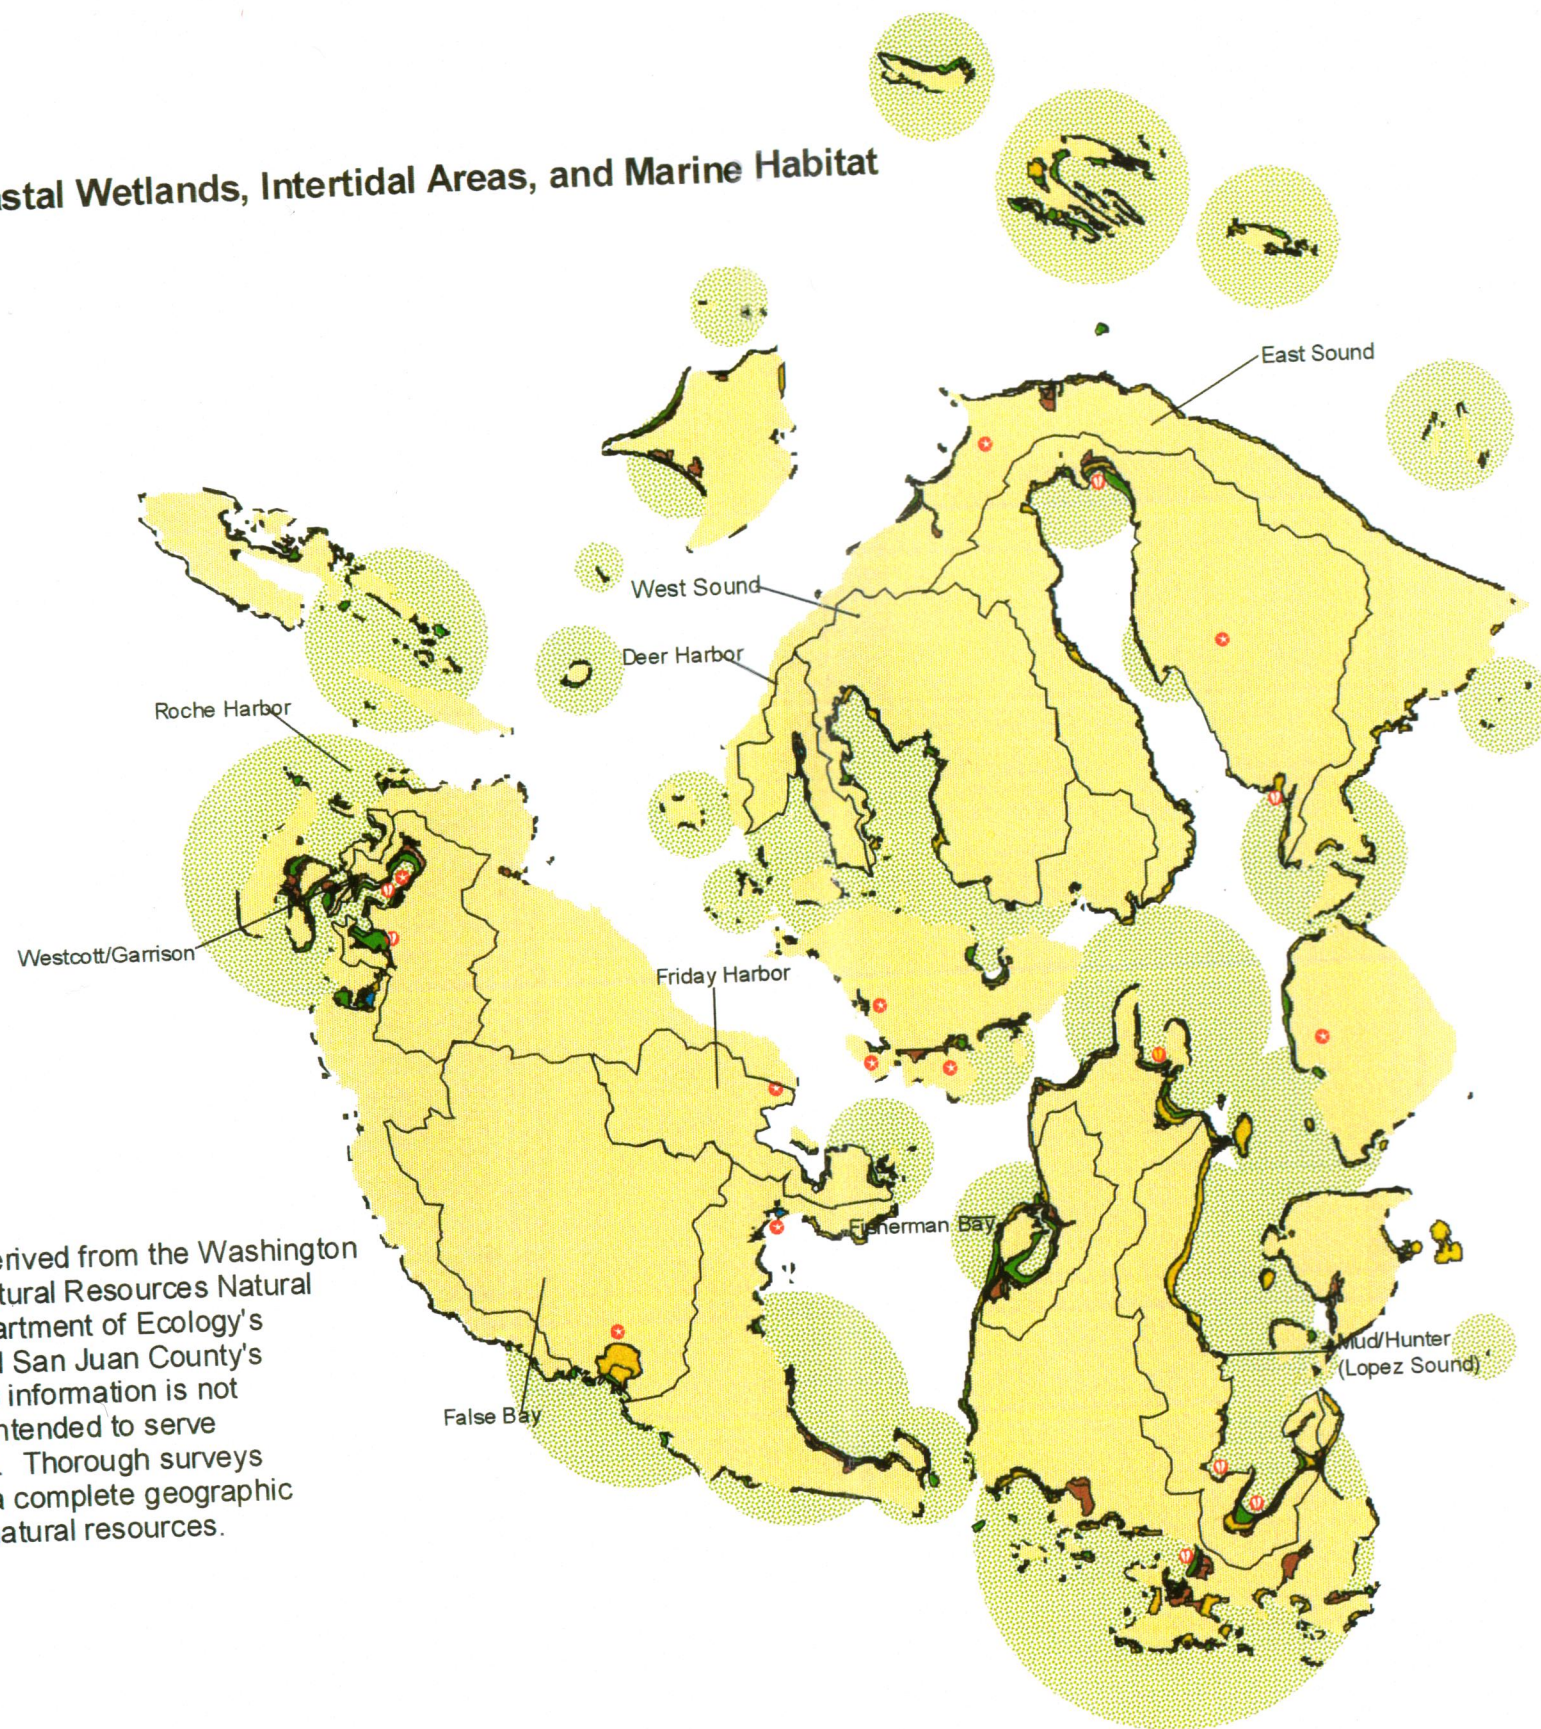 stal Wetlands, Intertidal Areas, and Marine Habitat
East Sound
West Sound
Deer Harbor
Roche Harbor
Westcott/Garrison
Friday Harbor
Fisherman Bay
erived from the Washington
tural Resources Natural
artment of Ecology's
San Juan County's
information is not
ntended to serve
. Thorough surveys
a complete geographic
atural resources.
Mud/Hunter
(Lopez Sound)
False Bay